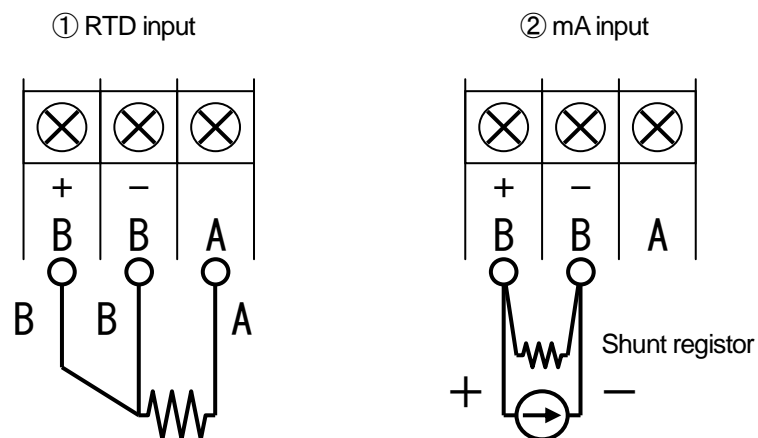 ① RTD input
② mA input
+ −
+ −
B B A
B B A
B B A
Shunt registor
+ −